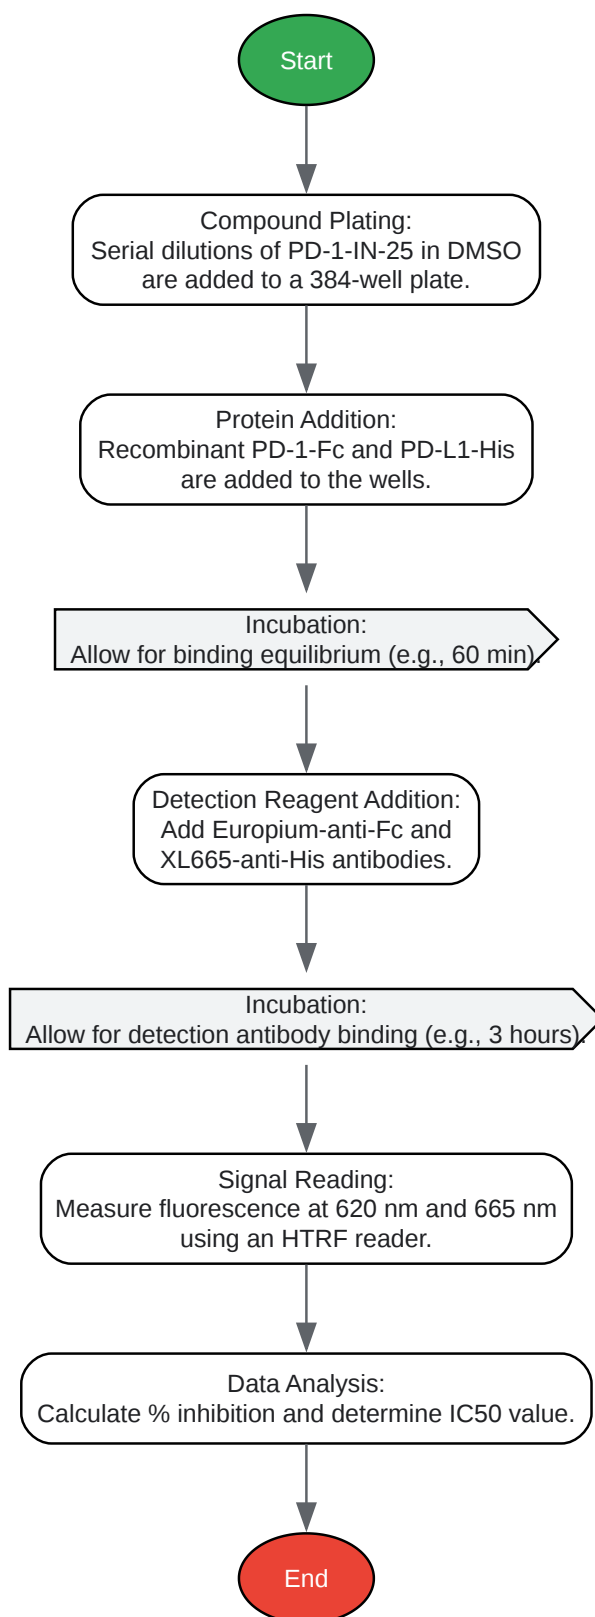 Start
Compound Plating:
Serial dilutions of PD-1-IN-25 in DMSO
are added to a 384-well plate.
Protein Addition:
Recombinant PD-1-Fc and PD-L1-His
are added to the wells.
Incubation:
Allow for binding equilibrium (e.g., 60 min).
Detection Reagent Addition:
Add Europium-anti-Fc and
XL665-anti-His antibodies.
Incubation:
Allow for detection antibody binding (e.g., 3 hours).
Signal Reading:
Measure fluorescence at 620 nm and 665 nm
using an HTRF reader.
Data Analysis:
Calculate % inhibition and determine IC50 value.
End